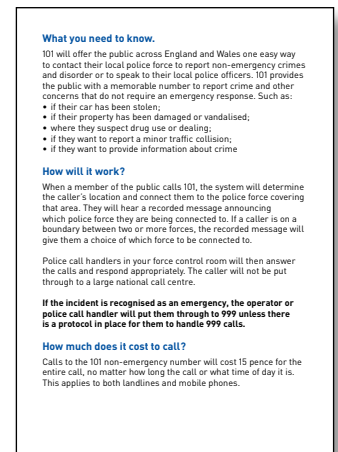 What you need to know.
101 will offer the public across England and Wales one easy way
to contact their local police force to report non-emergency crimes
and disorder or to speak to their local police officers. 101 provides
the public with a memorable number to report crime and other
concerns that do not require an emergency response. Such as:
• if their car has been stolen;
• if their property has been damaged or vandalised;
• where they suspect drug use or dealing;
• if they want to report a minor traffic collision;
• if they want to provide information about crime
How will it work?
When a member of the public calls 101, the system will determine
the caller's location and connect them to the police force covering
that area. They will hear a recorded message announcing
which police force they are being connected to. If a caller is on a
boundary between two or more forces, the recorded message will
give them a choice of which force to be connected to.
Police call handlers in your force control room will then answer
the calls and respond appropriately. The caller will not be put
through to a large national call centre.
If the incident is recognised as an emergency, the operator or
police call handler will put them through to 999 unless there
is a protocol in place for them to handle 999 calls.
How much does it cost to call?
Calls to the 101 non-emergency number will cost 15 pence for the
entire call, no matter how long the call or what time of day it is.
This applies to both landlines and mobile phones.